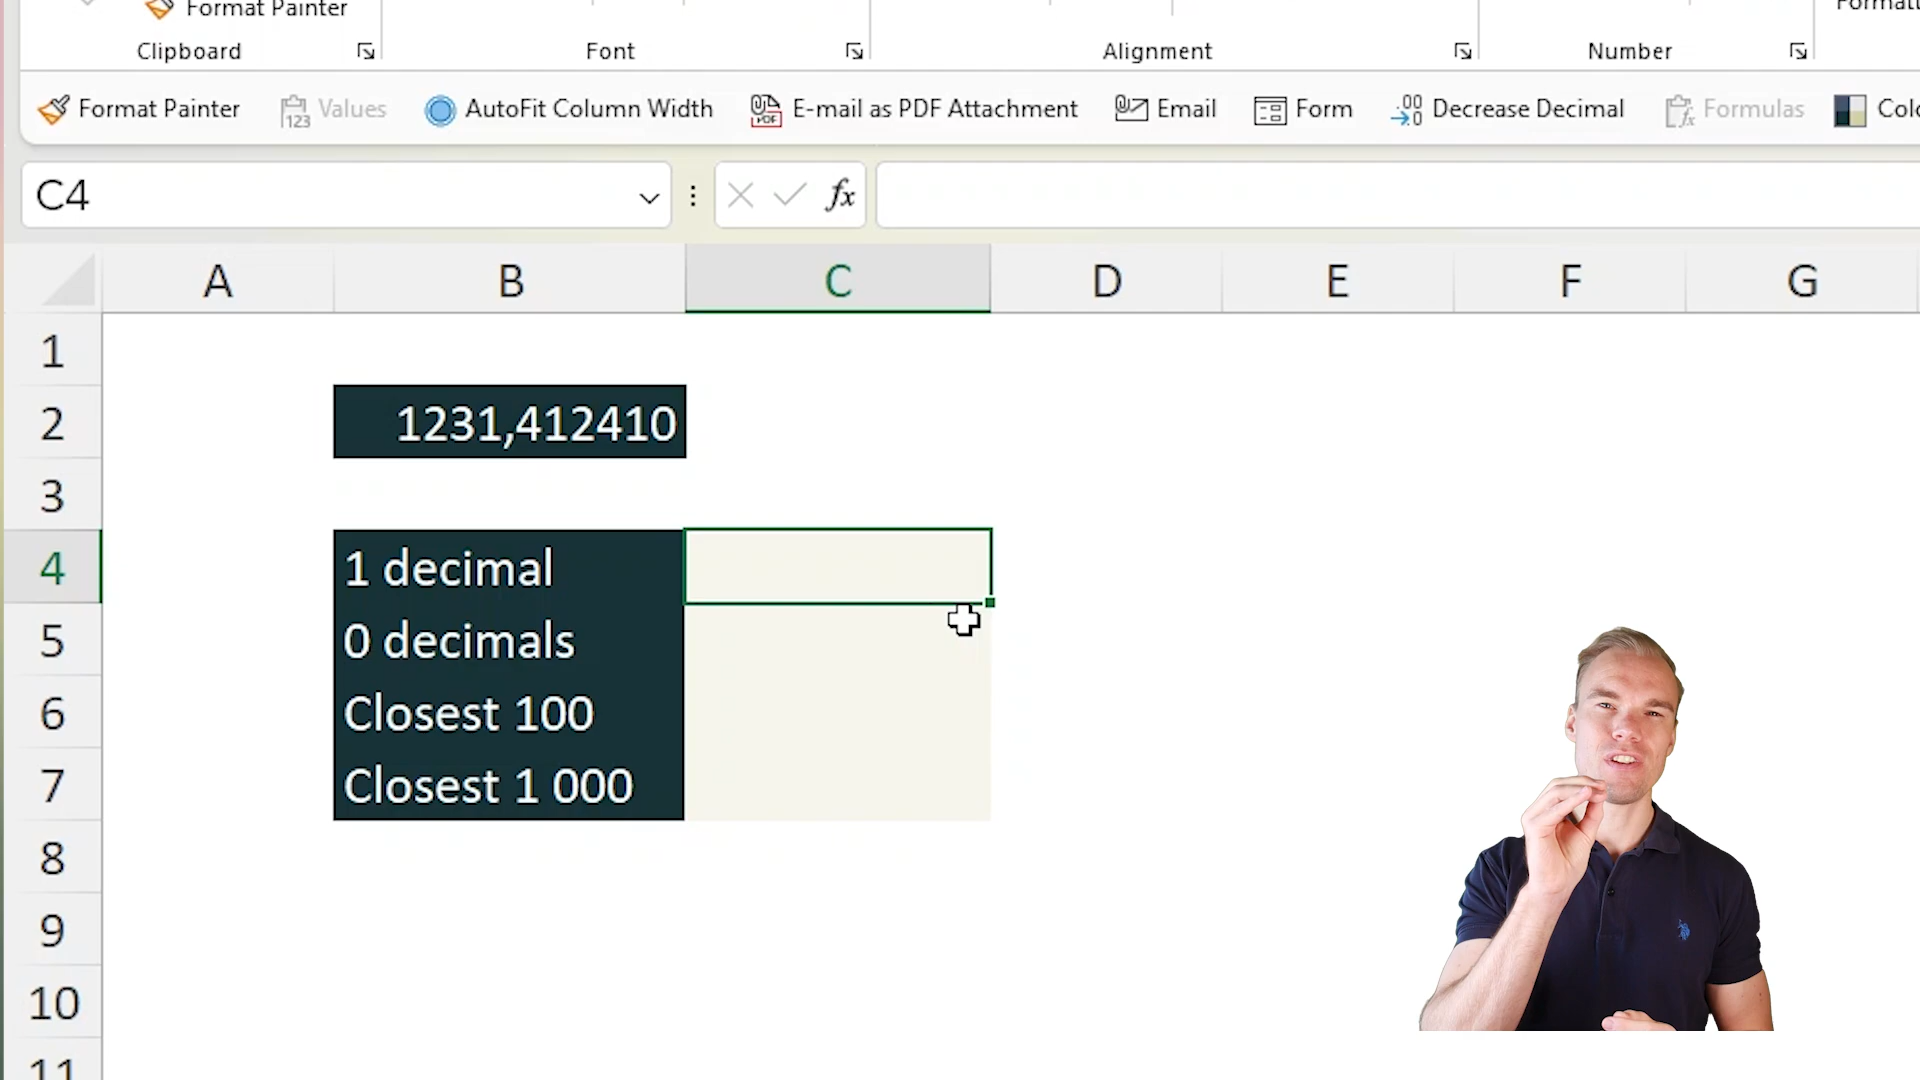 Format Painter
Clipboard Font Alignment Number
Format Painter Values AutoFit Column Width E-mail as PDF Attachment Email Form Decrease Decimal Formulas
C4 fx
A B C D E F G
1
2 1231,412410
3
4 1 decimal
5 0 decimals
6 Closest 100
7 Closest 1 000
8
9
10
11